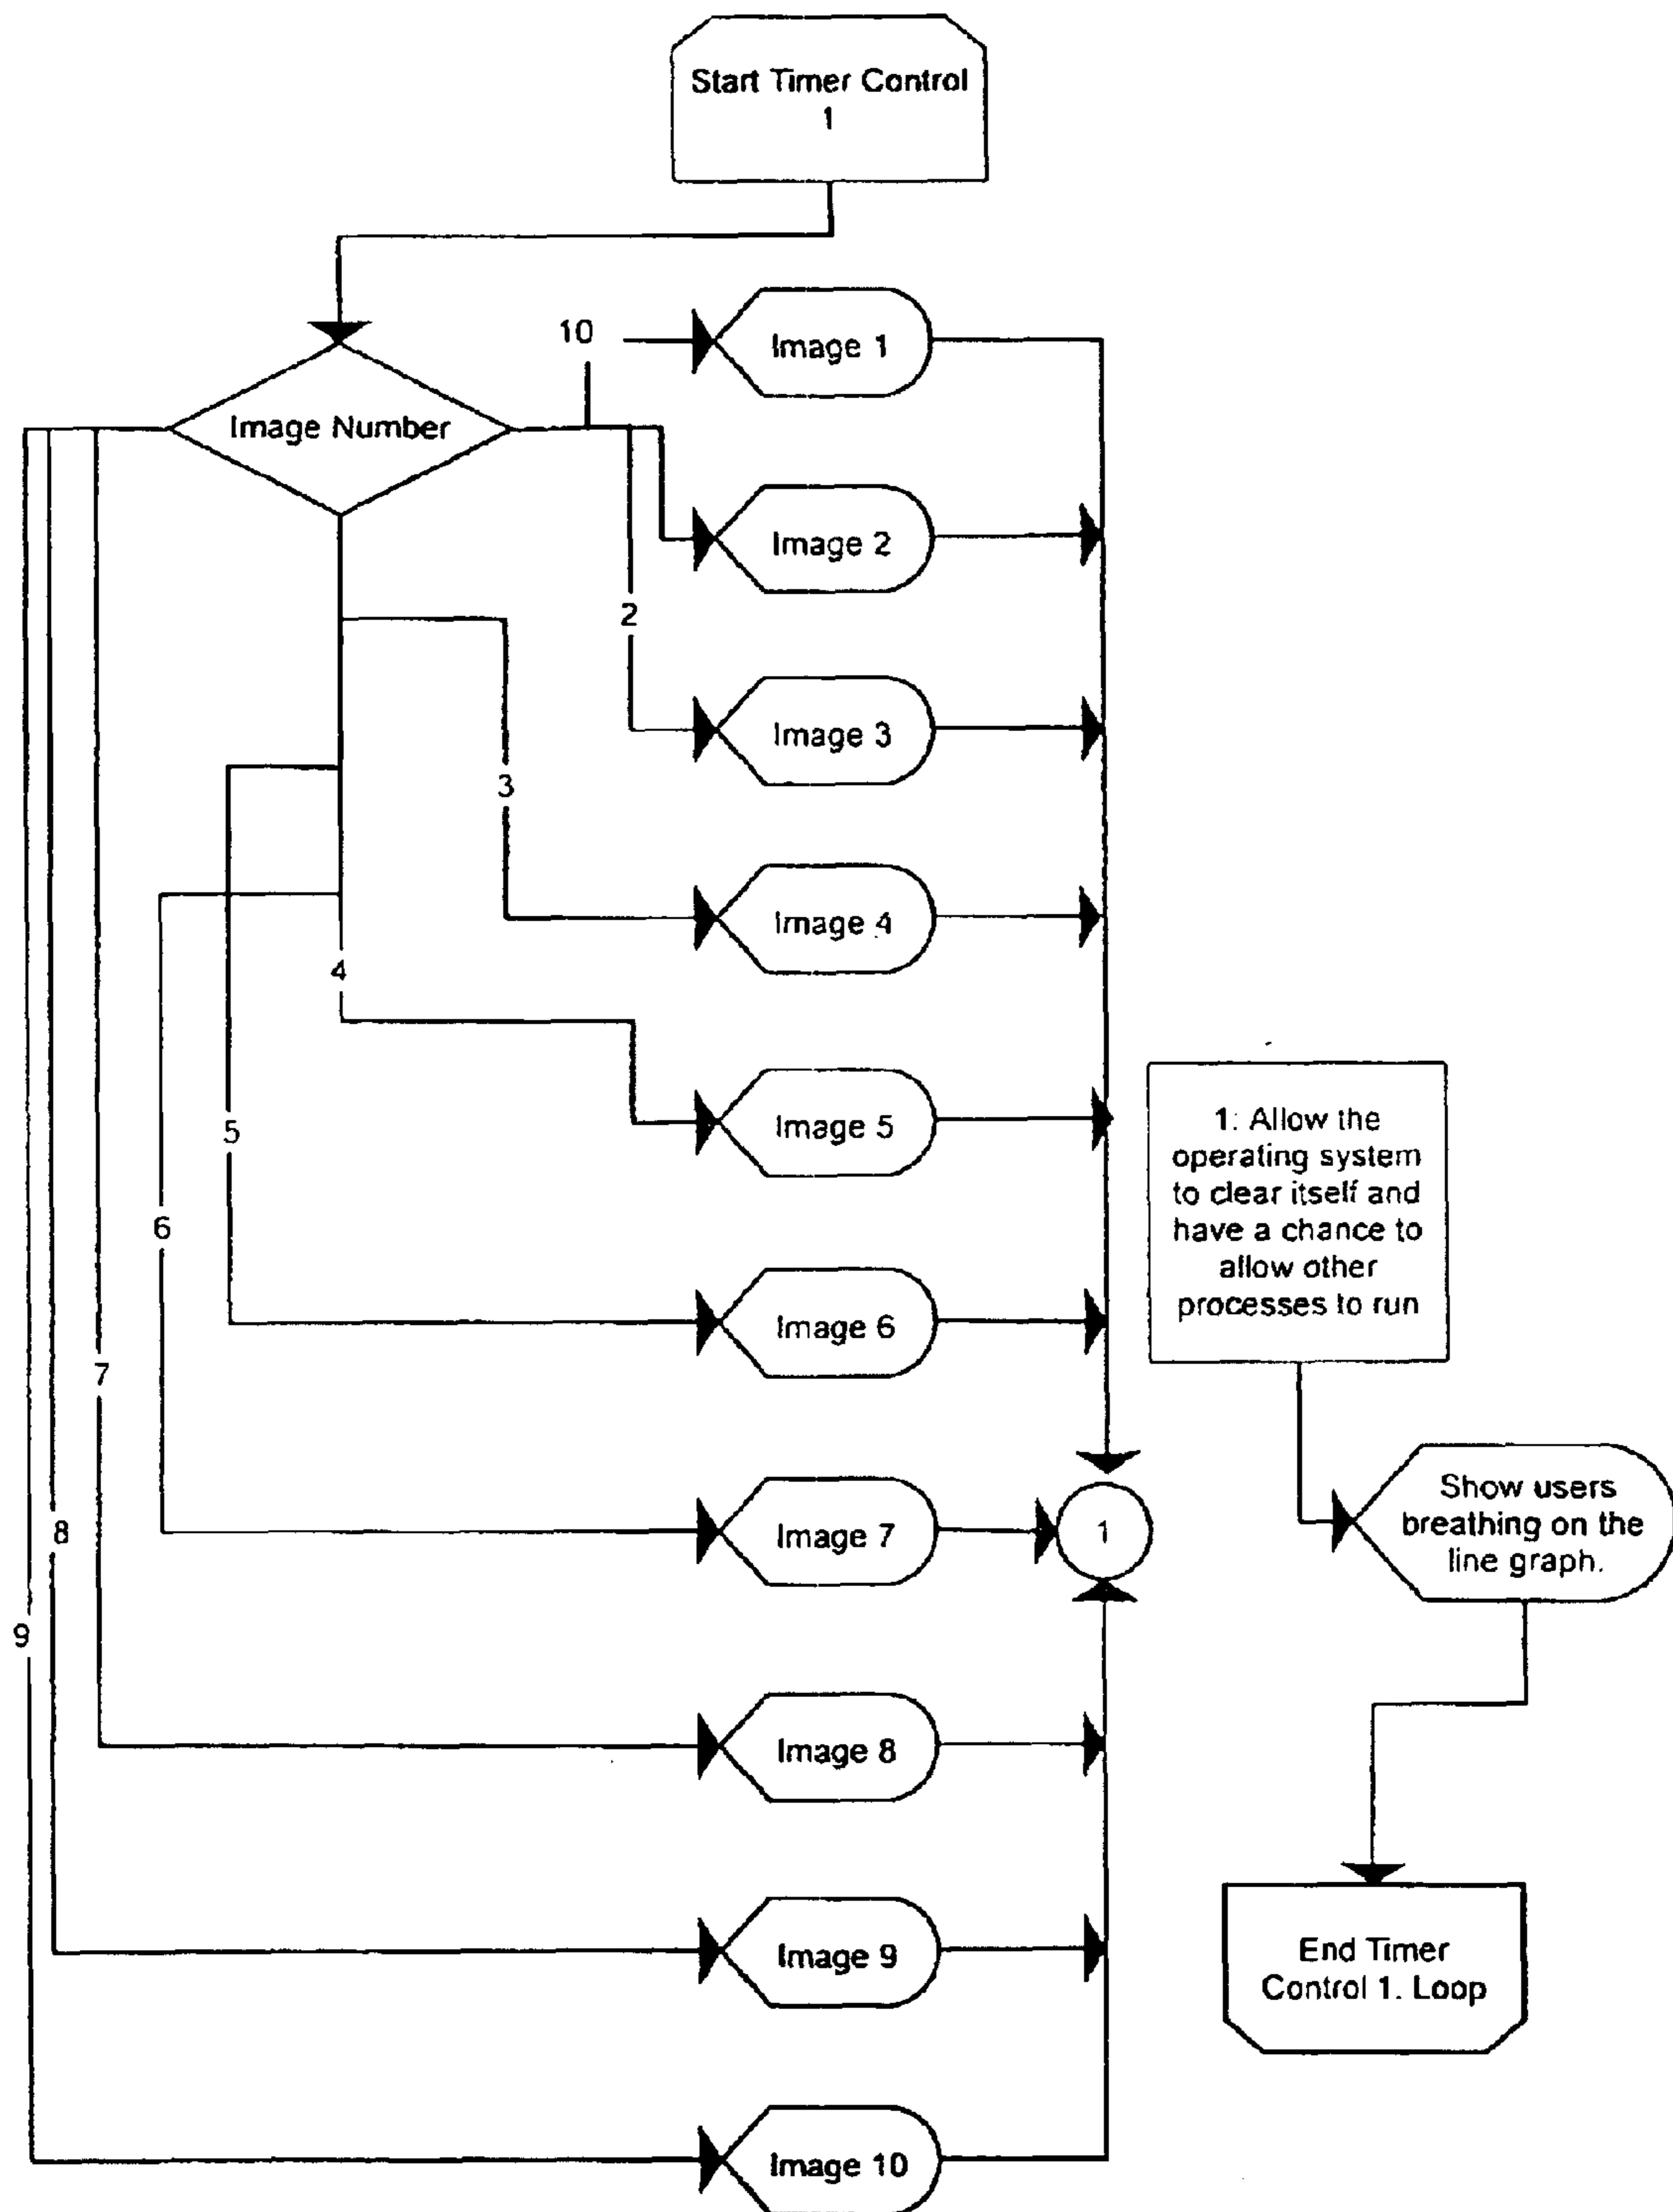 Start Timer Control
1
10
Image 1
Image Number
Image 2
2
Image 3
3
Image 4
4
Image 5
1: Allow the
operating system
to clear itself and
have a chance to
allow other
processes to run
5
6
Image 6
7
Show users
breathing on the
line graph.
8
Image 7
1
9
Image 8
Image 9
End Timer
Control 1. Loop
Image 10